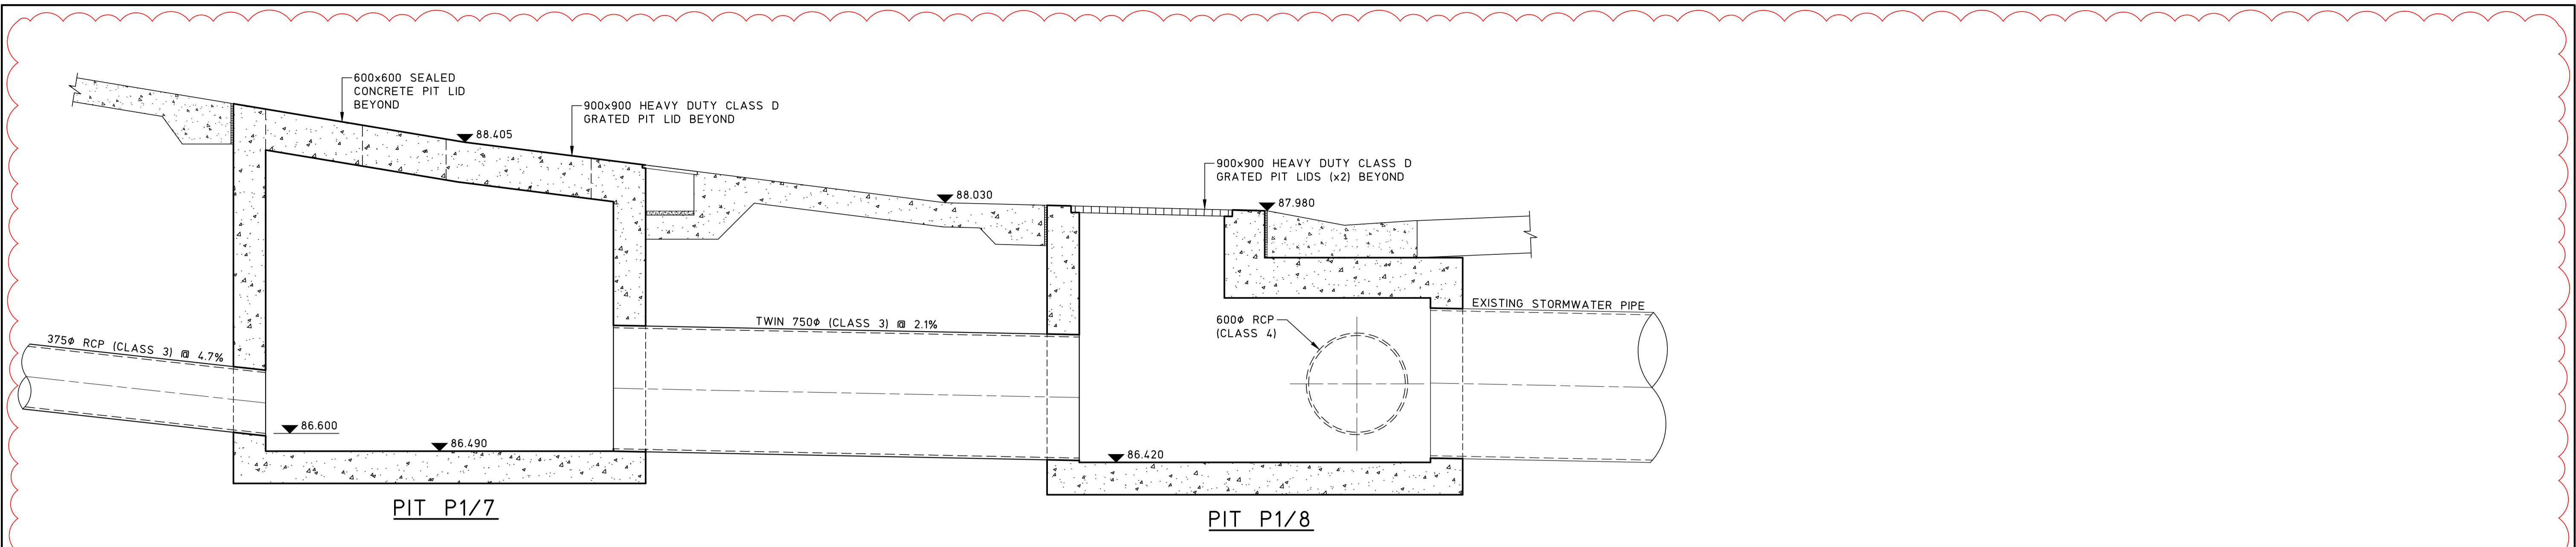 600x600 SEALED
CONCRETE PIT LID
BEYOND
900x900 HEAVY DUTY CLASS D
GRATED PIT LID BEYOND
88.405
88.030
900x900 HEAVY DUTY CLASS D
GRATED PIT LIDS (x2) BEYOND
87.980
375ø RCP (CLASS 3) @ 4.7%
TWIN 750ø (CLASS 3) @ 2.1%
600ø RCP
(CLASS 4)
EXISTING STORMWATER PIPE
86.600
86.490
86.420
PIT P1/7
PIT P1/8